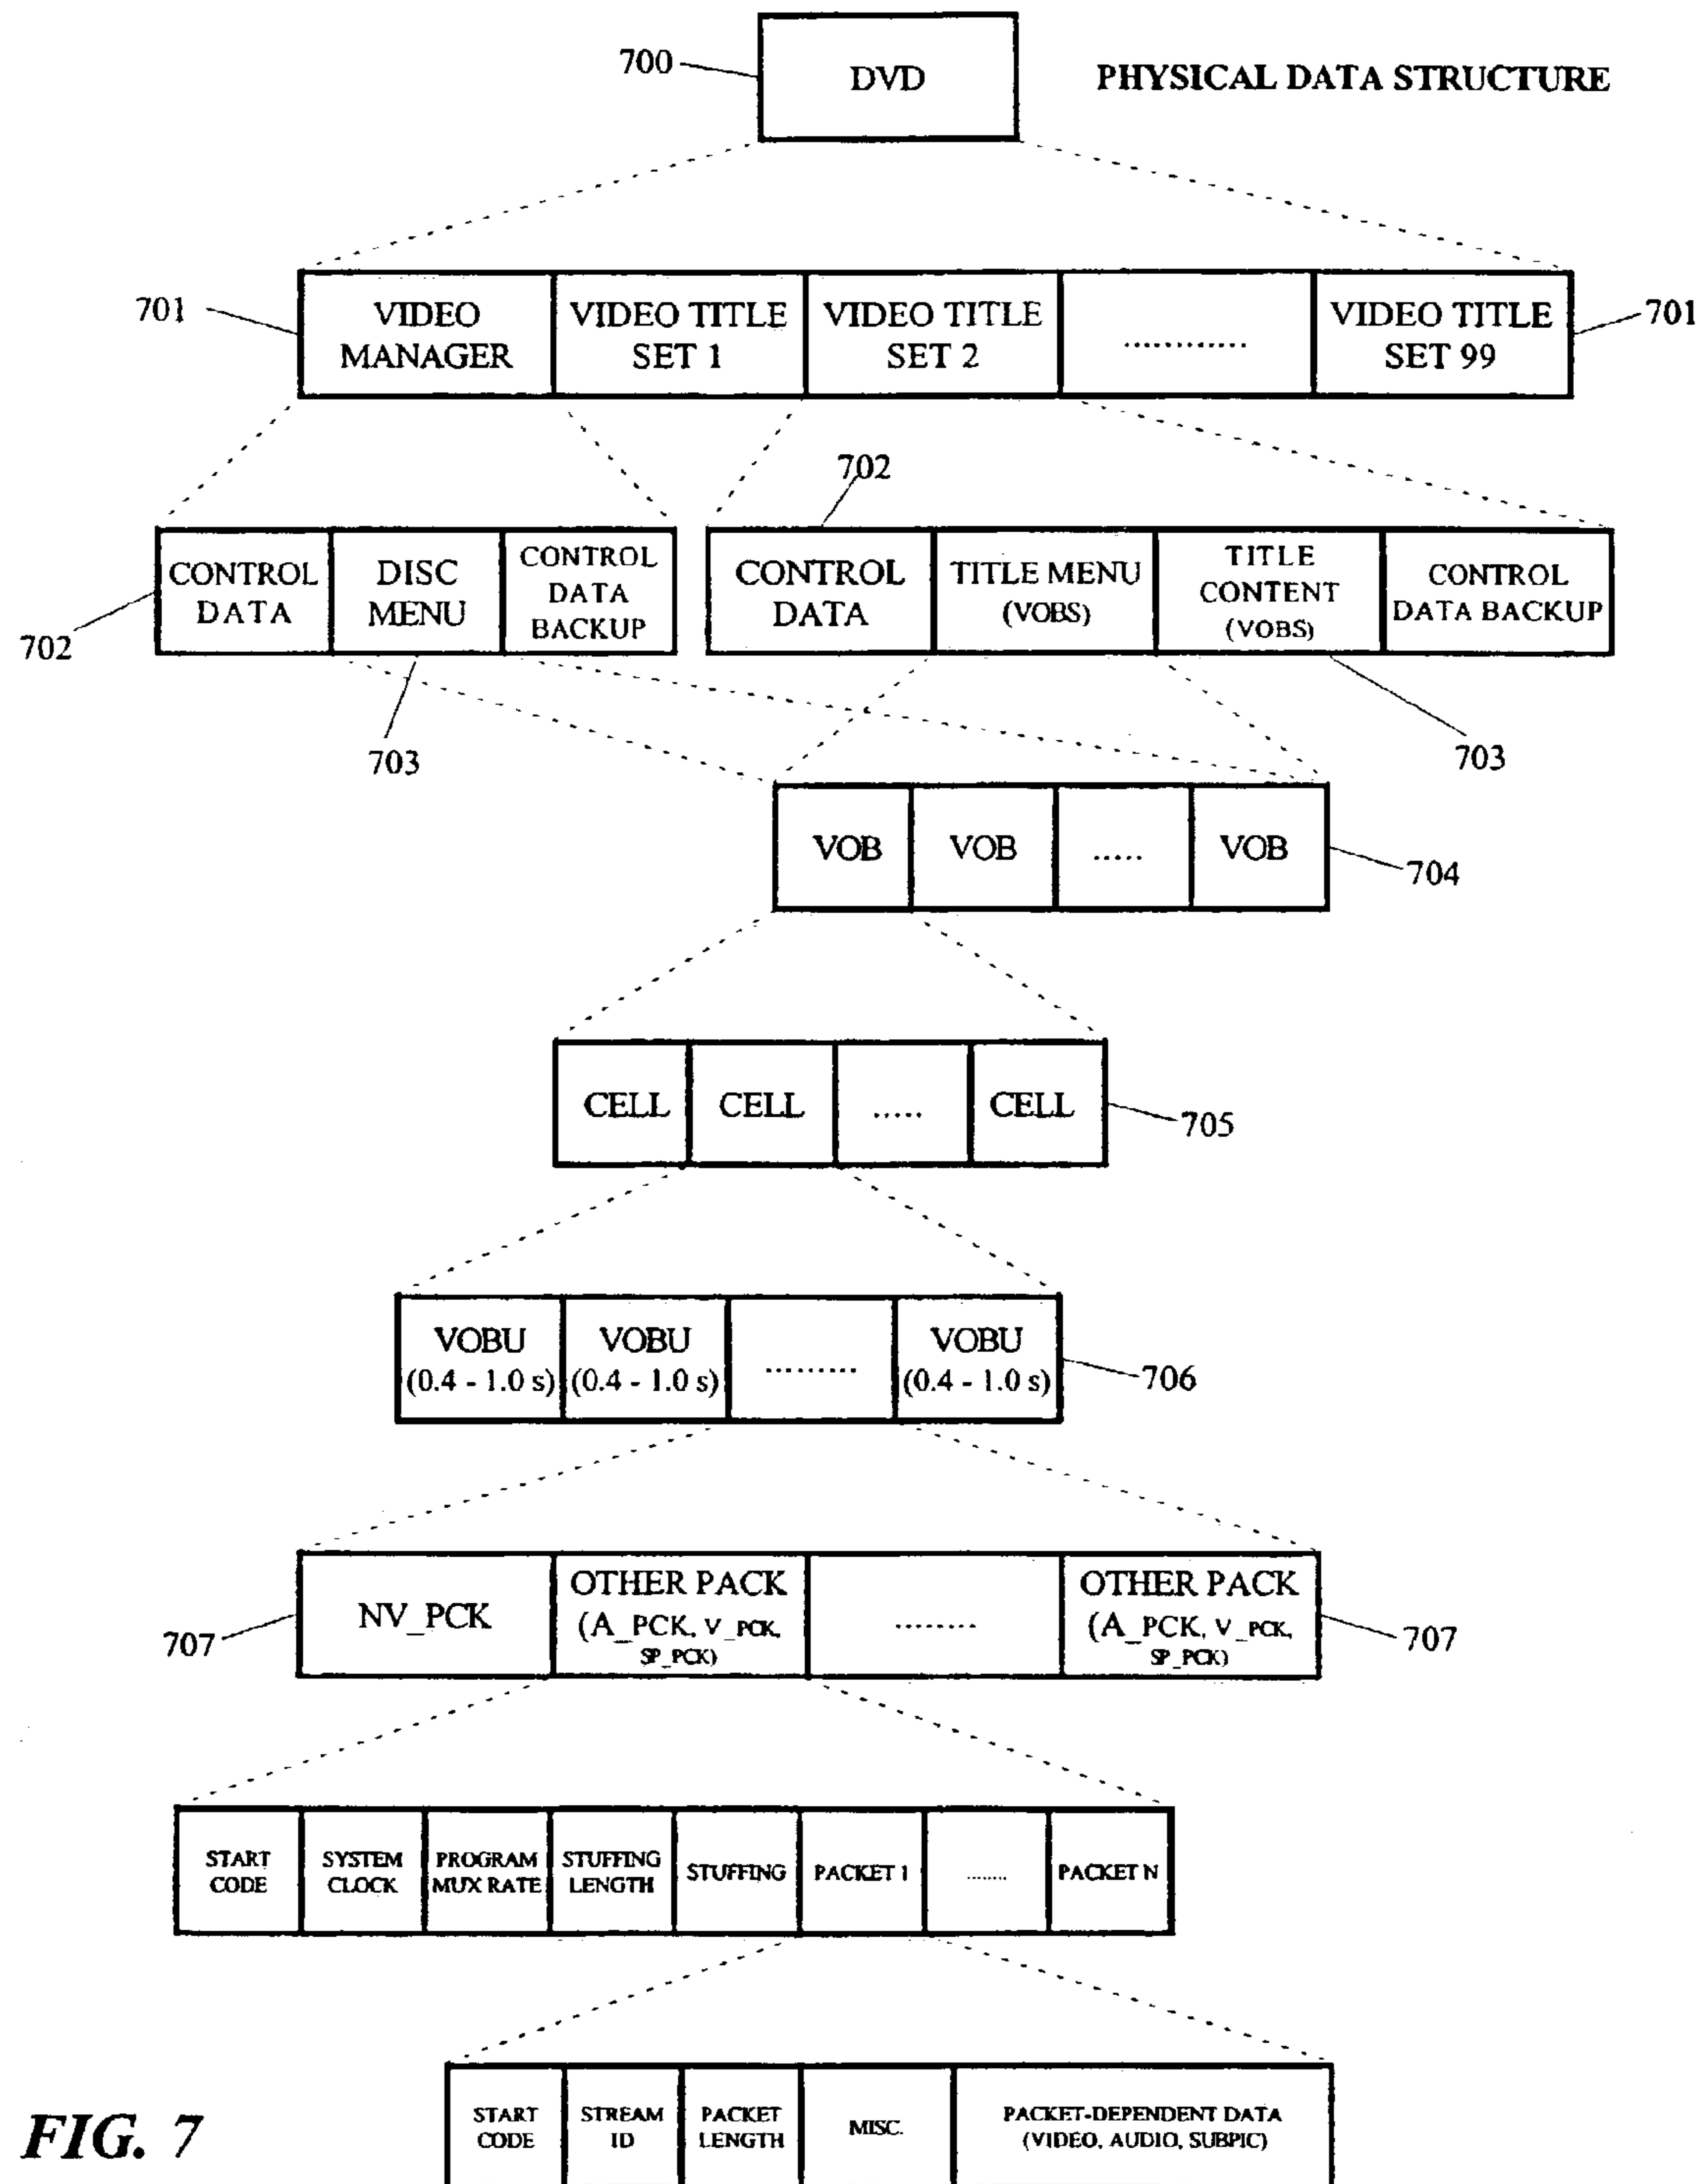 700
DVD
PHYSICAL DATA STRUCTURE
701
VIDEO
MANAGER
VIDEO TITLE
SET 1
VIDEO TITLE
SET 2
............
VIDEO TITLE
SET 99
701
702
702
CONTROL
DATA
DISC
MENU
CONTROL
DATA
BACKUP
CONTROL
DATA
TITLE MENU
(VOBS)
TITLE
CONTENT
(VOBS)
CONTROL
DATA BACKUP
703
703
VOB
VOB
.....
VOB
704
CELL
CELL
.....
CELL
705
VOBU
(0.4 - 1.0 s)
VOBU
(0.4 - 1.0 s)
.........
VOBU
(0.4 - 1.0 s)
706
707
NV_PCK
OTHER PACK
(A_PCK, V_PCK,
SP_PCK)
........
OTHER PACK
(A_PCK, V_PCK,
SP_PCK)
707
START
CODE
SYSTEM
CLOCK
PROGRAM
MUX RATE
STUFFING
LENGTH
STUFFING
PACKET 1
........
PACKET N
START
CODE
STREAM
ID
PACKET
LENGTH
MISC.
PACKET-DEPENDENT DATA
(VIDEO, AUDIO, SUBPIC)
FIG. 7